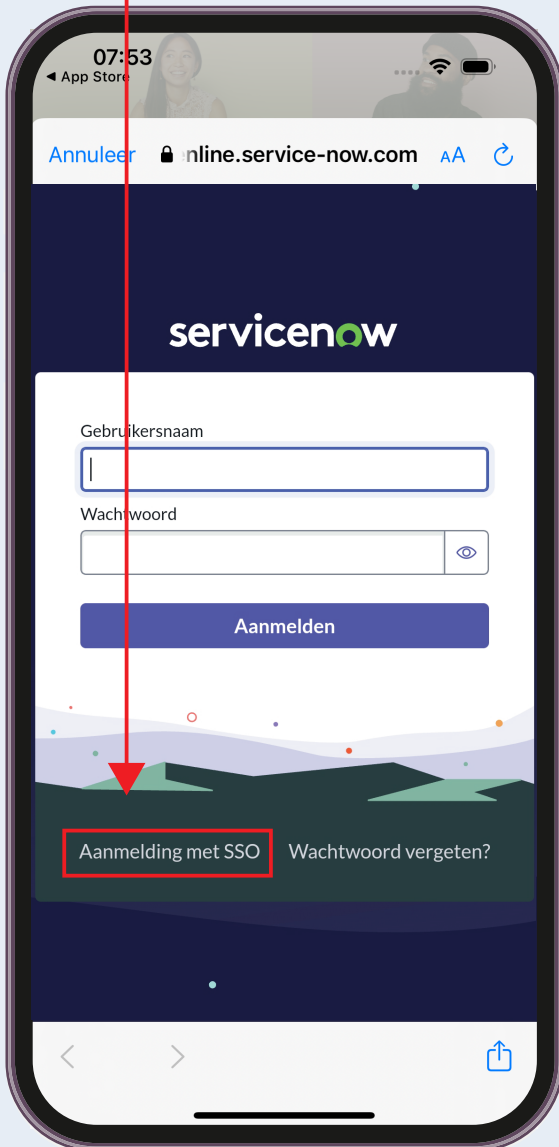 07:53
◀ App Store
Annuleer nline.service-now.com AA
servicenow
Gebruikersnaam
Wachtwoord
Aanmelden
Aanmelding met SSO Wachtwoord vergeten?